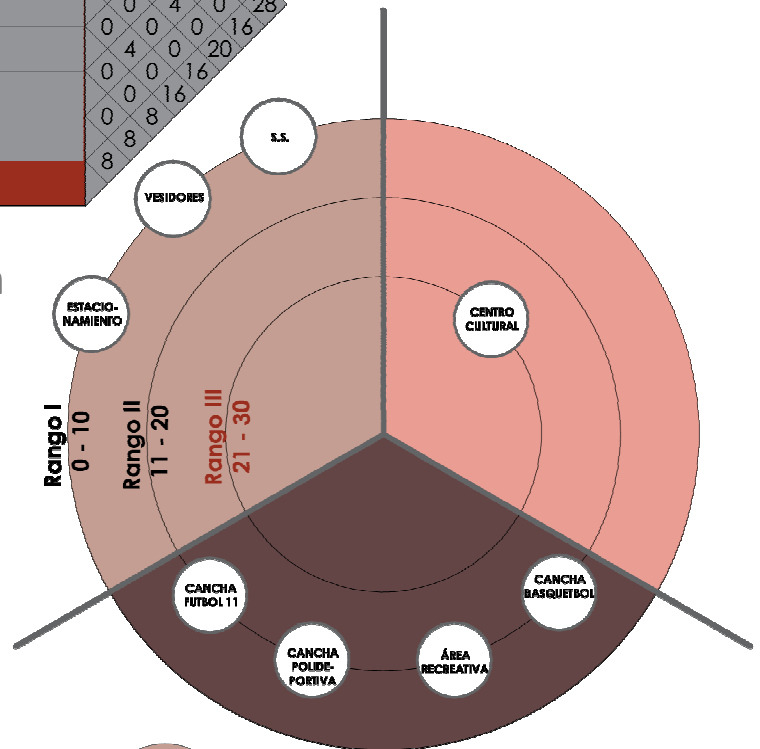 0 4 0 28
0 0 0 16
4 0 20
0 0 16
0 16
0 8
8
8
S.S.
VESIDORES
ESTACIO-
NAMIENTO
CENTRO
CULTURAL
Rango I
0 - 10
Rango II
11 - 20
Rango III
21 - 30
CANCHA
FUTBOL 11
CANCHA
POLIDE-
PORTIVA
ÁREA
RECREATIVA
CANCHA
BASQUETBOL